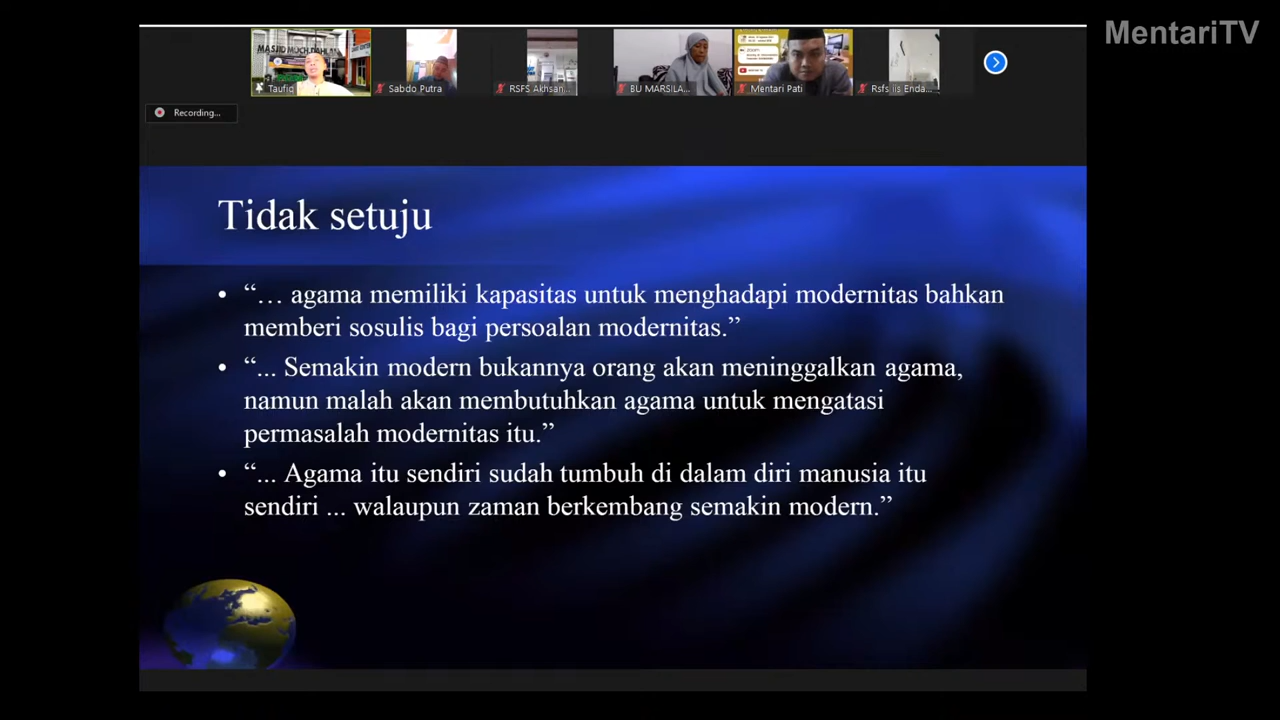 MentariTV
MASJID MUCH DAHLAN
Taufiq
Sabdo Putra
RSFS Akhsan...
BU MARSILA...
Mentari Pati
Rsfs Iis Enda...
Recording...
Tidak setuju
• “… agama memiliki kapasitas untuk menghadapi modernitas bahkan
memberi sosulis bagi persoalan modernitas.”
• “... Semakin modern bukannya orang akan meninggalkan agama,
namun malah akan membutuhkan agama untuk mengatasi
permasalah modernitas itu.”
• “... Agama itu sendiri sudah tumbuh di dalam diri manusia itu
sendiri ... walaupun zaman berkembang semakin modern.”